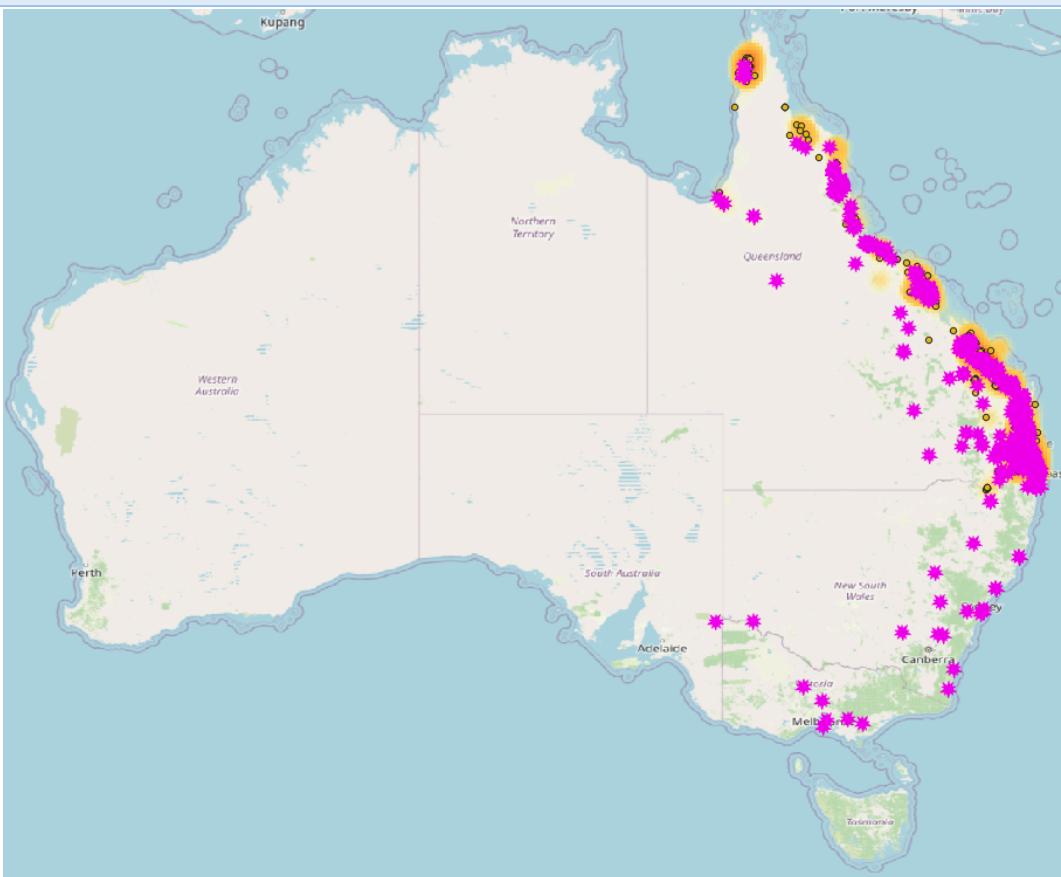 Kupang
Northern
Territory
Queensland
Western
Australia
Perth
South Australia
New South
Wales
Adelaide
Canberra
Tasmania